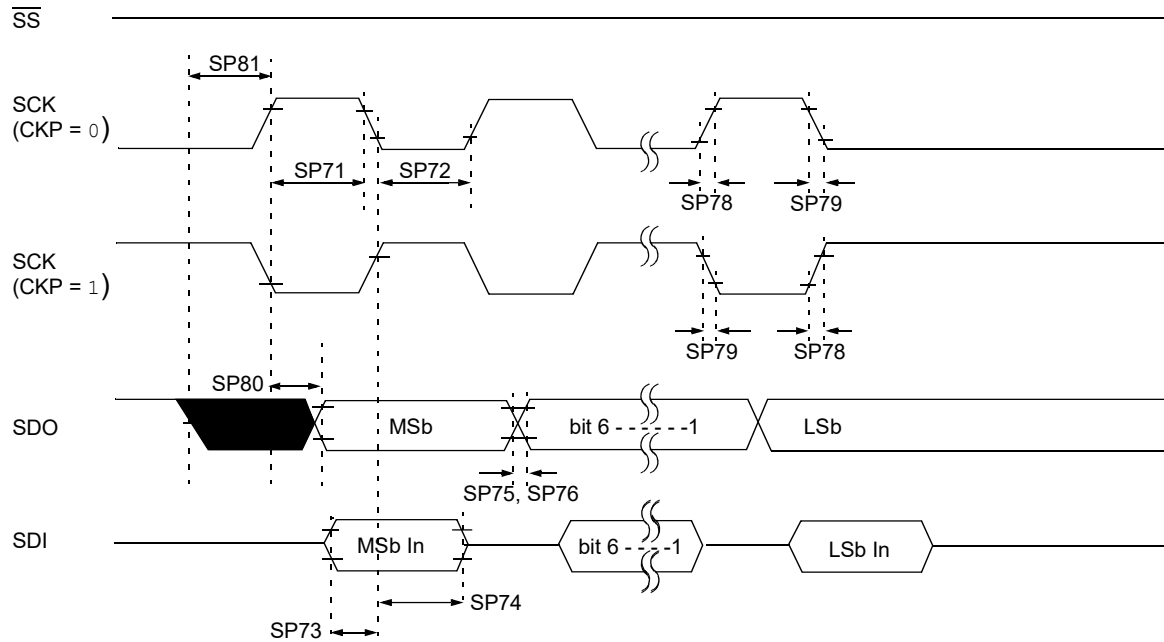 SS
SP81
SCK
(CKP = 0)
SP71
SP72
SP78
SP79
SCK
(CKP = 1)
SP79
SP78
SP80
SDO
MSb
bit 6 - - - - - -1
LSb
SP75, SP76
SDI
MSb In
bit 6 - - - - -1
LSb In
SP74
SP73